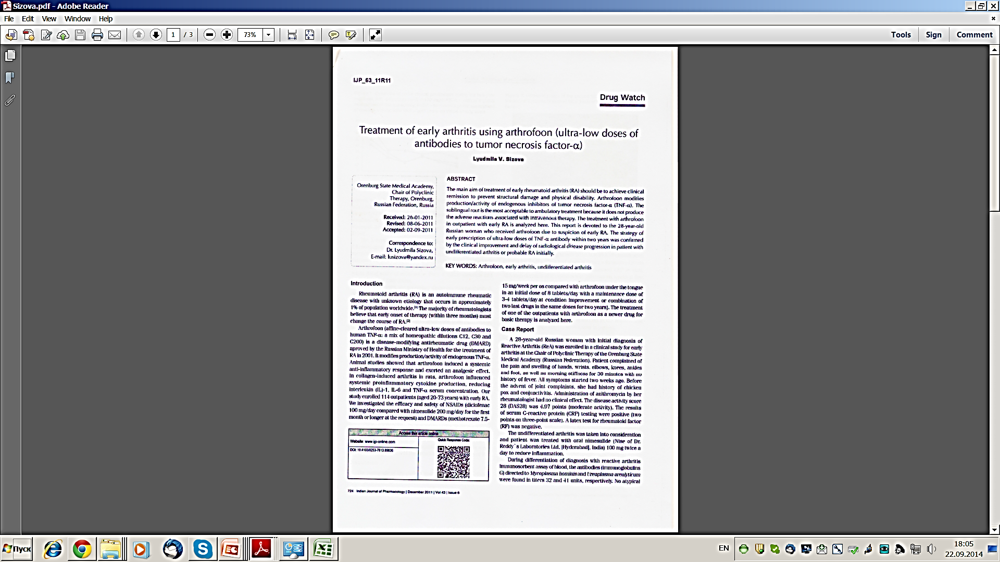 Sizova.pdf - Adobe Reader
File Edit View Window Help
1 / 3 73% Tools Sign Comment
IJP_63_11R11
Drug Watch
Treatment of early arthritis using arthrofoon (ultra-low doses of
antibodies to tumor necrosis factor-α)
Lyudmila V. Sizova
Orenburg State Medical Academy,
Chair of Polyclinic
Therapy, Orenburg,
Russian Federation, Russia
Received: 26-01-2011
Revised: 08-06-2011
Accepted: 02-09-2011
Correspondence to:
Dr. Lyudmila Sizova,
E-mail: lusizova@yandex.ru
ABSTRACT
The main aim of treatment of early rheumatoid arthritis (RA) should be to achieve clinical
remission to prevent structural damage and physical disability. Arthrofoon modifies
production/activity of endogenous inhibitors of tumor necrosis factor-α (TNF-α). The
sublingual rout is the most acceptable to ambulatory treatment because it does not produce
the adverse reactions associated with intravenous therapy. The treatment with arthrofoon
in outpatient with early RA is analyzed here. This report is devoted to the 28-year-old
Russian woman who received arthrofoon due to suspicion of early RA. The strategy of
early prescription of ultra-low doses of TNF-α antibody within two years was confirmed
by the clinical improvement and delay of radiological disease progression in patient with
undifferentiated arthritis or probable RA initially.
KEY WORDS: Arthrofoon, early arthritis, undifferentiated arthritis
Introduction
Rheumatoid arthritis (RA) is an autoimmune rheumatic
disease with unknown etiology that occurs in approximately
1% of population worldwide.[1] The majority of rheumatologists
believe that early onset of therapy (within three months) must
change the course of RA.[2]
Arthrofoon (affine-cleared ultra-low doses of antibodies to
human TNF-α: a mix of homeopathic dilutions C12, C30 and
C200) is a disease-modifying antirheumatic drug (DMARD)
aproved by the Russian Ministry of Health for the treatment of
RA in 2001. It modifies production/activity of endogenous TNF-α.
Animal studies showed that arthrofoon induced a systemic
anti-inflammatory response and exerted an analgesic effect.
In collagen-induced arthritis in rats, arthrofoon influenced
systemic proinflammatory cytokine production, reducing
interleukin (IL)-1, IL-6 and TNF-α serum concentration. Our
study enrolled 114 outpatients (aged 20-73 years) with early RA.
We investigated the efficacy and safety of NSAIDs (diclofenac
100 mg/day compared with nimesulide 200 mg/day for the first
month or longer at the request) and DMARDs (methotrexate 7.5-
Access this article online
Website: www.ijp-online.com
DOI: 10.4103/0253-7613.89836
Quick Response Code:
724 Indian Journal of Pharmacology | December 2011 | Vol 43 | Issue 6
15 mg/week per os compared with arthrofoon under the tongue
in an initial dose of 8 tablets/day with a maintenance dose of
3-4 tablets/day at condition improvement or combination of
two last drugs in the same doses for two years). The treatment
of one of the outpatients with arthrofoon as a newer drug for
basic therapy is analyzed here.
Case Report
A 28-year-old Russian woman with initial diagnosis of
Reactive Arthritis (ReA) was enrolled in a clinical study for early
arthritis at the Chair of Polyclinic Therapy of the Orenburg State
Medical Academy (Russian Federation). Patient complained of
the pain and swelling of hands, wrists, elbows, knees, ankles
and foot, as well as morning stiffness for 30 minutes with no
history of fever. All symptoms started two weeks ago. Before
the advent of joint complaints, she had history of chicken
pox and conjunctivitis. Administration of azithromycin by her
rheumatologist had no clinical effect. The disease activity score
28 (DAS28) was 4.97 points (moderate activity). The results
of serum C-reactive protein (CRP) testing were positive (two
points on three-point scale). A latex test for rheumatoid factor
(RF) was negative.
The undifferentiated arthritis was taken into consideration
and patient was treated with oral nimesulide (Nise of Dr.
Reddy`s Laboratories Ltd, [Hyderabad], India) 100 mg twice a
day to reduce inflammation.
During differentiation of diagnosis with reactive arthritis
immunosorbent assay of blood, the antibodies (immunoglobulins
G) directed to Mycoplasma hominis and Ureaplasma urealyticum
were found in titers 32 and 41 units, respectively. No atypical
Пуск
EN
18:05
22.09.2014